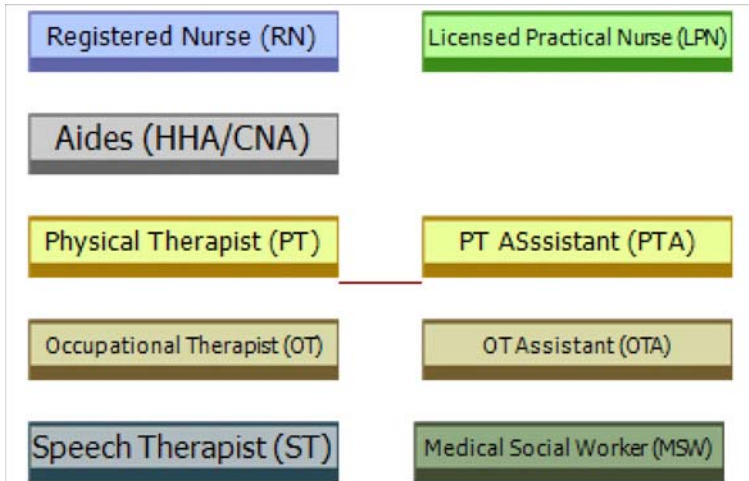 Registered Nurse (RN)
Licensed Practical Nurse (LPN)
Aides (HHA/CNA)
Physical Therapist (PT)
PT ASssistant (PTA)
Occupational Therapist (OT)
OT Assistant (OTA)
Speech Therapist (ST)
Medical Social Worker (MSW)